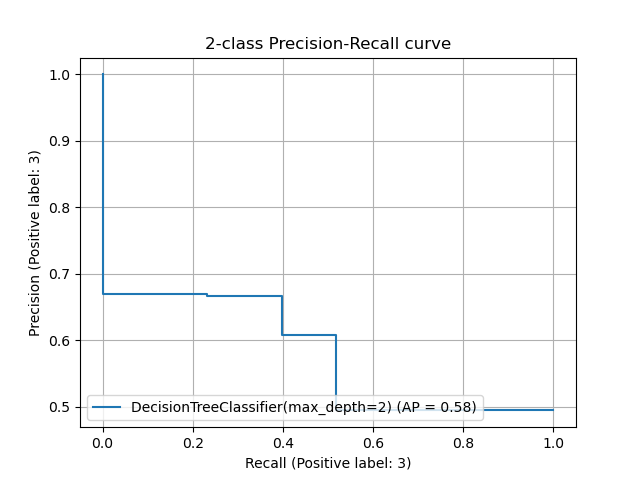 2-class Precision-Recall curve
1.0
0.9
0.8
0.7
0.6
0.5
Precision (Positive label: 3)
DecisionTreeClassifier(max_depth=2) (AP = 0.58)
0.0 0.2 0.4 0.6 0.8 1.0
Recall (Positive label: 3)